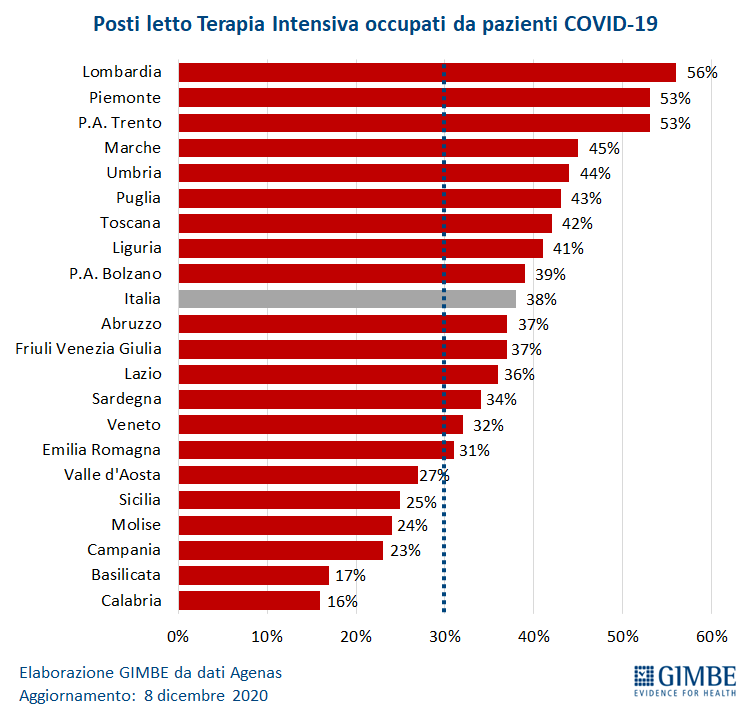 Posti letto Terapia Intensiva occupati da pazienti COVID-19
Lombardia 56%
Piemonte 53%
P.A. Trento 53%
Marche 45%
Umbria 44%
Puglia 43%
Toscana 42%
Liguria 41%
P.A. Bolzano 39%
Italia 38%
Abruzzo 37%
Friuli Venezia Giulia 37%
Lazio 36%
Sardegna 34%
Veneto 32%
Emilia Romagna 31%
Valle d'Aosta 27%
Sicilia 25%
Molise 24%
Campania 23%
Basilicata 17%
Calabria 16%
0% 10% 20% 30% 40% 50% 60%
Elaborazione GIMBE da dati Agenas
Aggiornamento: 8 dicembre 2020
GIMBE
EVIDENCE FOR HEALTH